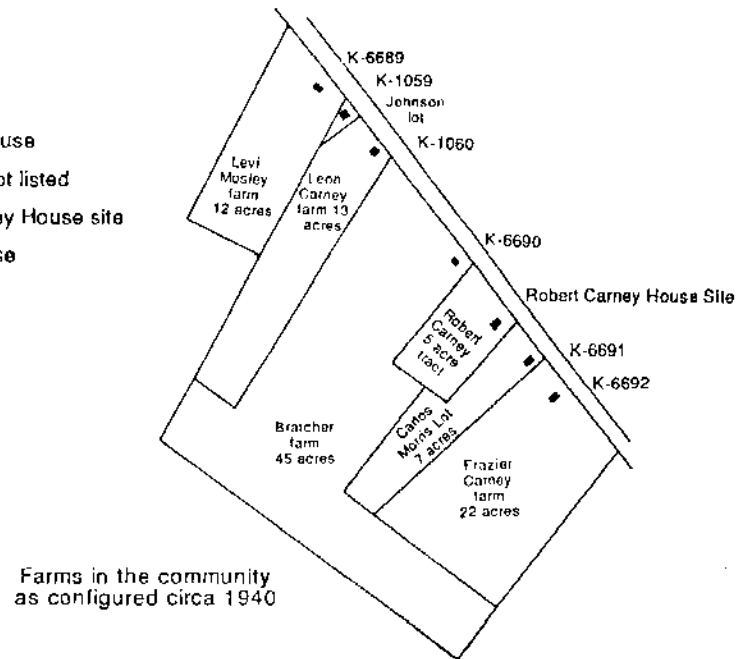 K-6689
K-1059
Johnson
lot
K-1060
Levi
Mosley
farm
12 acres
Leon
Carney
farm 13
acres
ot listed
ey House site
K-6690
Robert Carney House Site
Robert
Carney
5 acre
tract
K-6691
K-6692
Carlos
Morris Lot
7 acres
Bratcher
farm
45 acres
Frazier
Carney
farm
22 acres
Farms in the community
as configured circa 1940